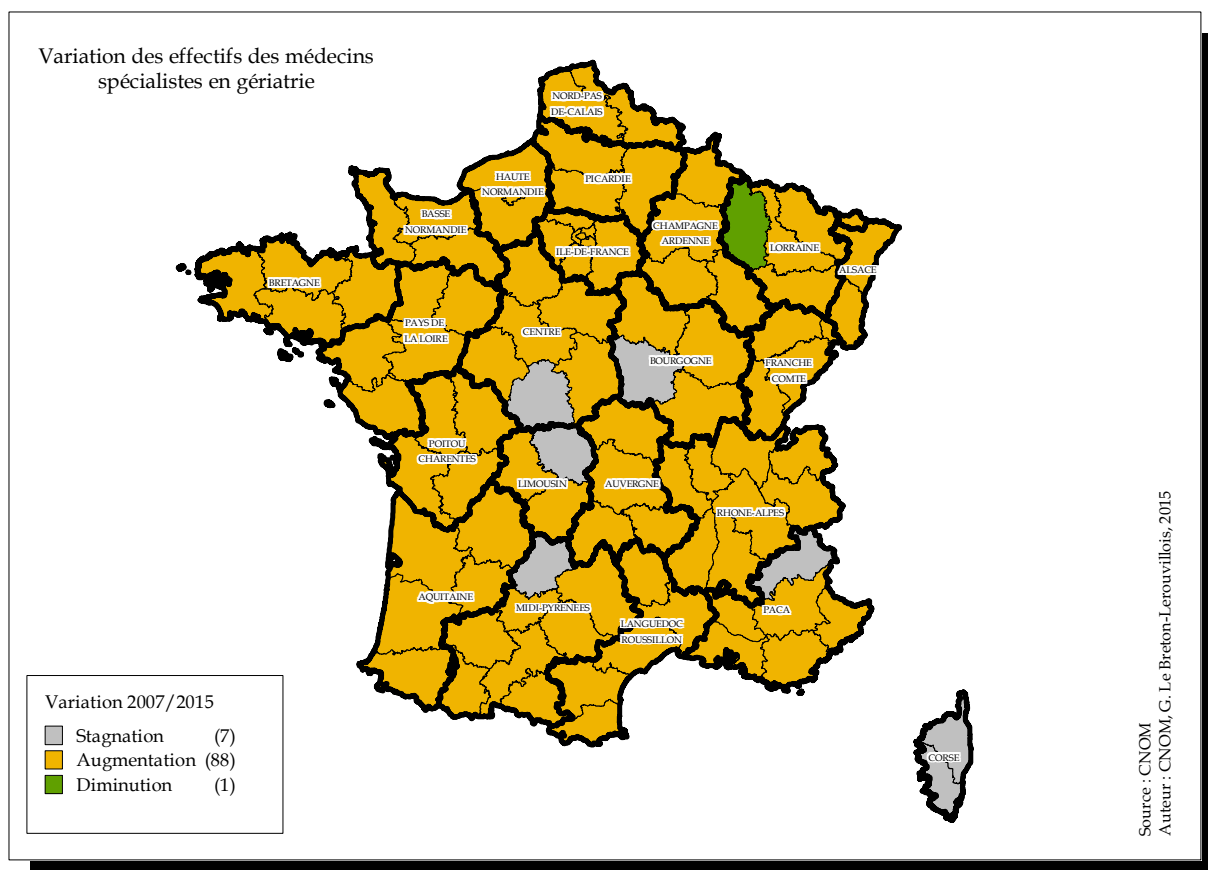 Variation des effectifs des médecins
spécialistes en gériatrie
NORD-PAS
DE-CALAIS
HAUTE
NORMANDIE
PICARDIE
BASSE
NORMANDIE
CHAMPAGNE
ARDENNE
ILE-DE-FRANCE
LORRAINE
ALSACE
BRETAGNE
PAYS DE
LA LOIRE
CENTRE
BOURGOGNE
FRANCHE
COMTE
POITOU
CHARENTES
LIMOUSIN
AUVERGNE
RHONE-ALPES
AQUITAINE
MIDI-PYRENEES
LANGUEDOC
ROUSSILLON
PACA
CORSE
Variation 2007/2015
Stagnation (7)
Augmentation (88)
Diminution (1)
Source : CNOM
Auteur : CNOM, G. Le Breton-Lerouvillois, 2015